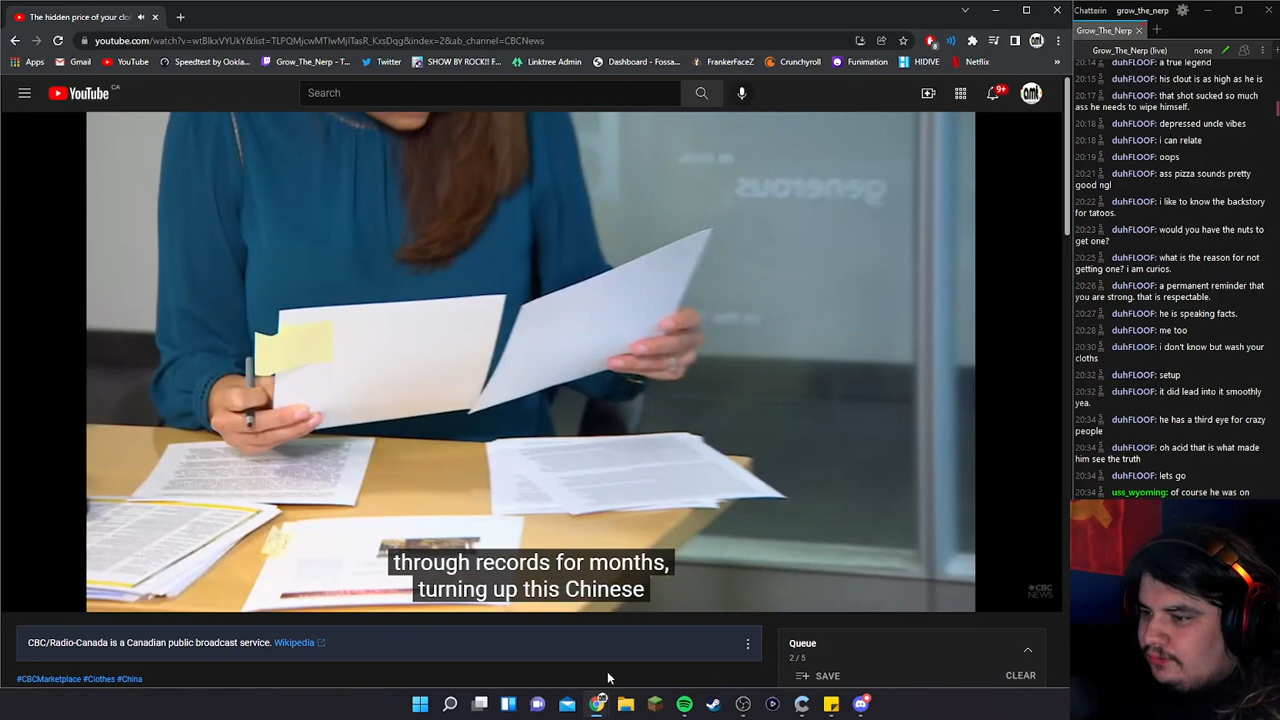 The hidden price of your clot
youtube.com/watch?v=wtBlkxVYUkY&list=TLPQMjcwMTIwMjITasR_KxsDqg&index=2&ab_channel=CBCNews
Apps
Gmail
YouTube
Speedtest by Ookla...
Grow_The_Nerp - T...
Twitter
SHOW BY ROCK!! F...
Linktree Admin
Dashboard - Fossa...
FrankerFaceZ
Crunchyroll
Funimation
HIDIVE
Netflix
YouTube CA
Search
9+
generous
through records for months,
turning up this Chinese
CBC
NEWS
CBC/Radio-Canada is a Canadian public broadcast service. Wikipedia
#CBCMarketplace #Clothes #China
Queue
2 / 5
SAVE
CLEAR
Chatterin
grow_the_nerp
Grow_The_Nerp
Grow_The_Nerp (live)
none
20:14 duhFLOOF: a true legend
20:15 duhFLOOF: his clout is as high as he is
20:17 duhFLOOF: that shot sucked so much
ass he needs to wipe himself.
20:18 duhFLOOF: depressed uncle vibes
20:18 duhFLOOF: i can relate
20:19 duhFLOOF: oops
20:21 duhFLOOF: ass pizza sounds pretty
good ngl
20:22 duhFLOOF: i like to know the backstory
for tatoos.
20:23 duhFLOOF: would you have the nuts to
get one?
20:25 duhFLOOF: what is the reason for not
getting one? i am curios.
20:26 duhFLOOF: a permanent reminder that
you are strong. that is respectable.
20:27 duhFLOOF: he is speaking facts.
20:28 duhFLOOF: me too
20:30 duhFLOOF: i don't know but wash your
cloths
20:32 duhFLOOF: setup
20:32 duhFLOOF: it did lead into it smoothly
yea.
20:34 duhFLOOF: he has a third eye for crazy
people
20:34 duhFLOOF: oh acid that is what made
him see the truth
20:34 duhFLOOF: lets go
20:34 uss_wyoming: of course he was on